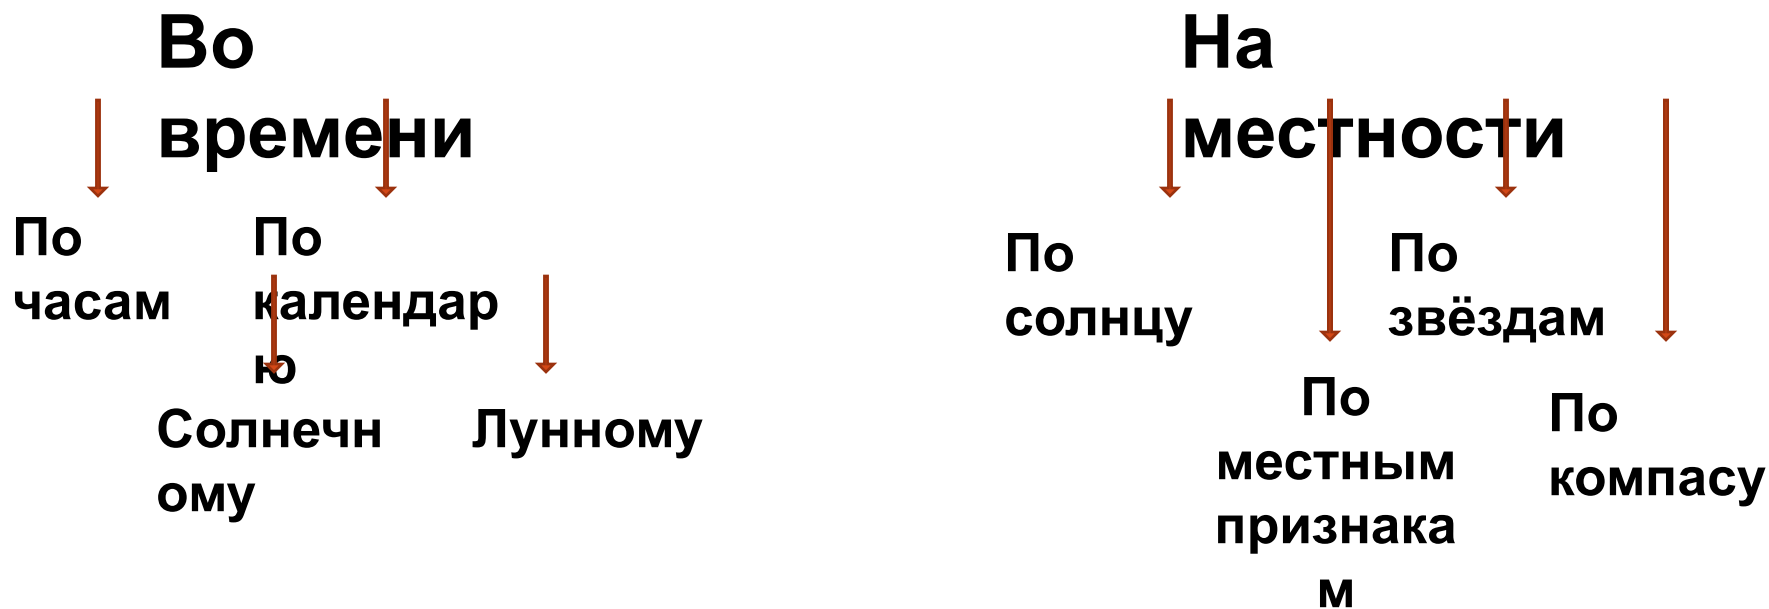 Во
времени
На
местности
По
часам
По
календар
ю
Солнечн
ому
Лунному
По
солнцу
По
звёздам
По
местным
признака
м
По
компасу